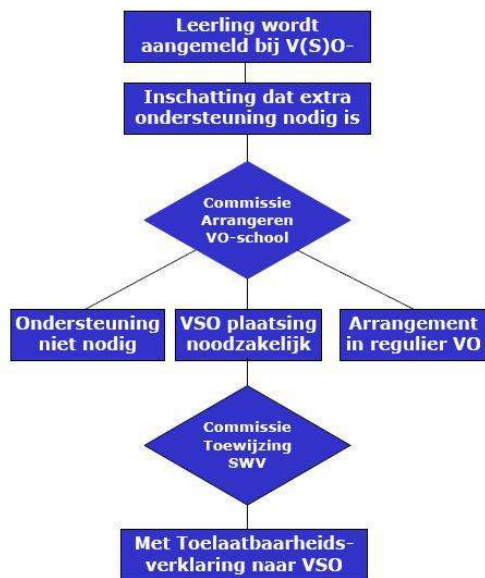 Leerling wordt
aangemeld bij V(S)O-
Inschatting dat extra
ondersteuning nodig is
Commissie
Arrangeren
VO-school
Ondersteuning
niet nodig
VSO plaatsing
noodzakelijk
Arrangement
in regulier VO
Commissie
Toewijzing
SWV
Met Toelaatbaarheids-
verklaring naar VSO